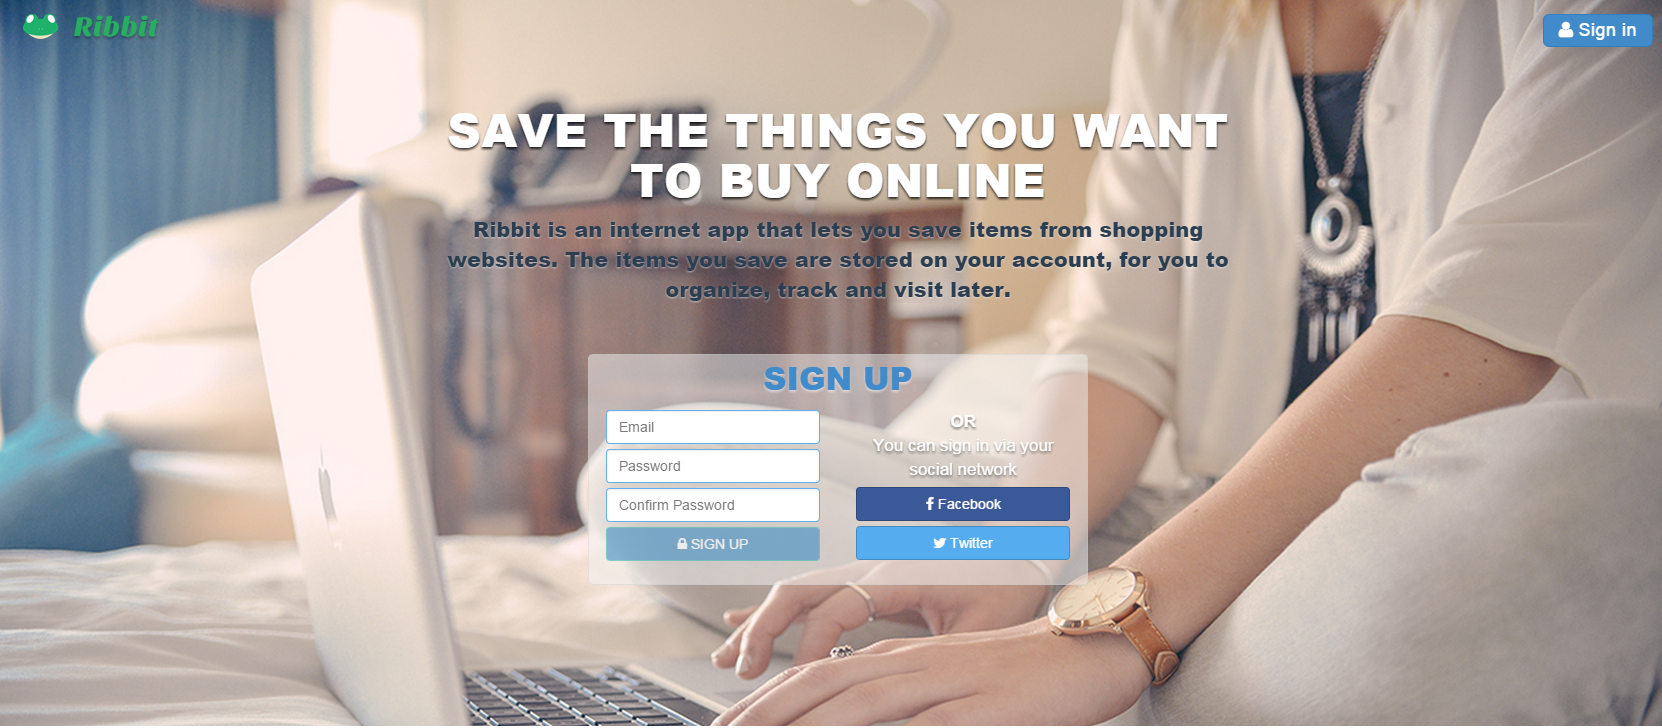 Ribbit
Sign in
SAVE THE THINGS YOU WANT
TO BUY ONLINE
Ribbit is an internet app that lets you save items from shopping
websites. The items you save are stored on your account, for you to
organize, track and visit later.
SIGN UP
Email
Password
Confirm Password
SIGN UP
OR
You can sign in via your
social network
Facebook
Twitter